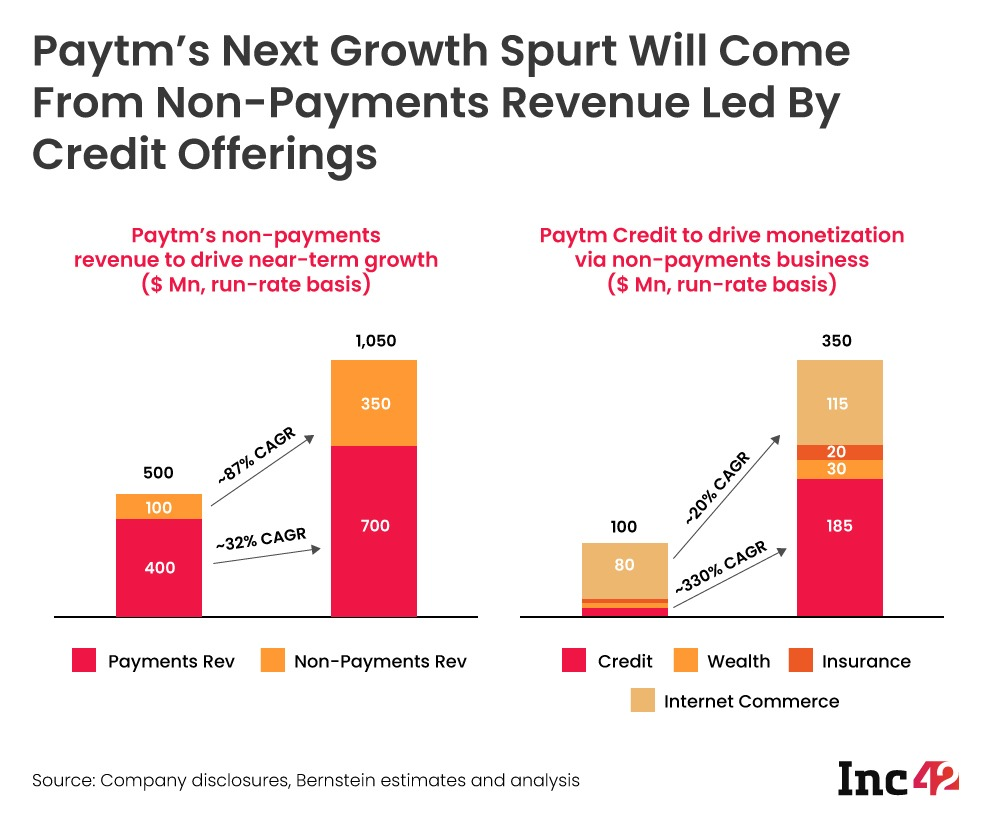 Paytm’s Next Growth Spurt Will Come
From Non-Payments Revenue Led By
Credit Offerings
Paytm’s non-payments
revenue to drive near-term growth
($ Mn, run-rate basis)
500
100
400
~87% CAGR
~32% CAGR
1,050
350
700
Payments Rev
Non-Payments Rev
Paytm Credit to drive monetization
via non-payments business
($ Mn, run-rate basis)
100
80
~20% CAGR
~330% CAGR
350
115
20
30
185
Credit
Wealth
Insurance
Internet Commerce
Source: Company disclosures, Bernstein estimates and analysis
Inc42